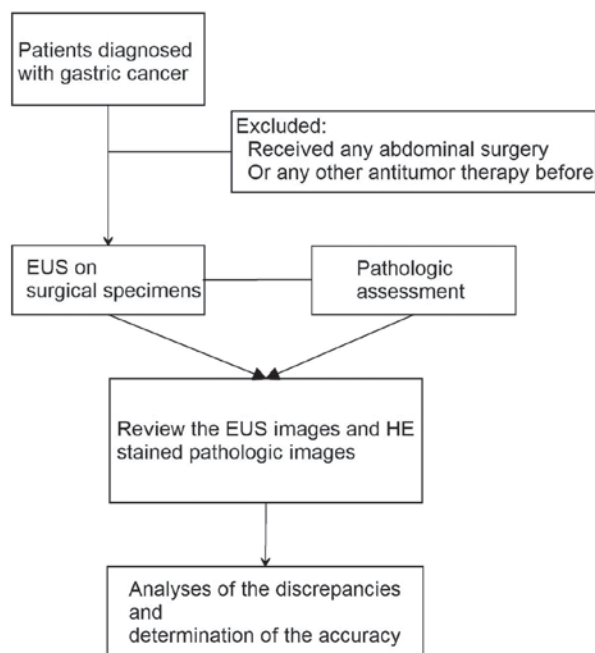 Patients diagnosed
with gastric cancer
Excluded:
Received any abdominal surgery
Or any other antitumor therapy before
EUS on
surgical specimens
Pathologic
assessment
Review the EUS images and HE
stained pathologic images
Analyses of the discrepancies
and
determination of the accuracy